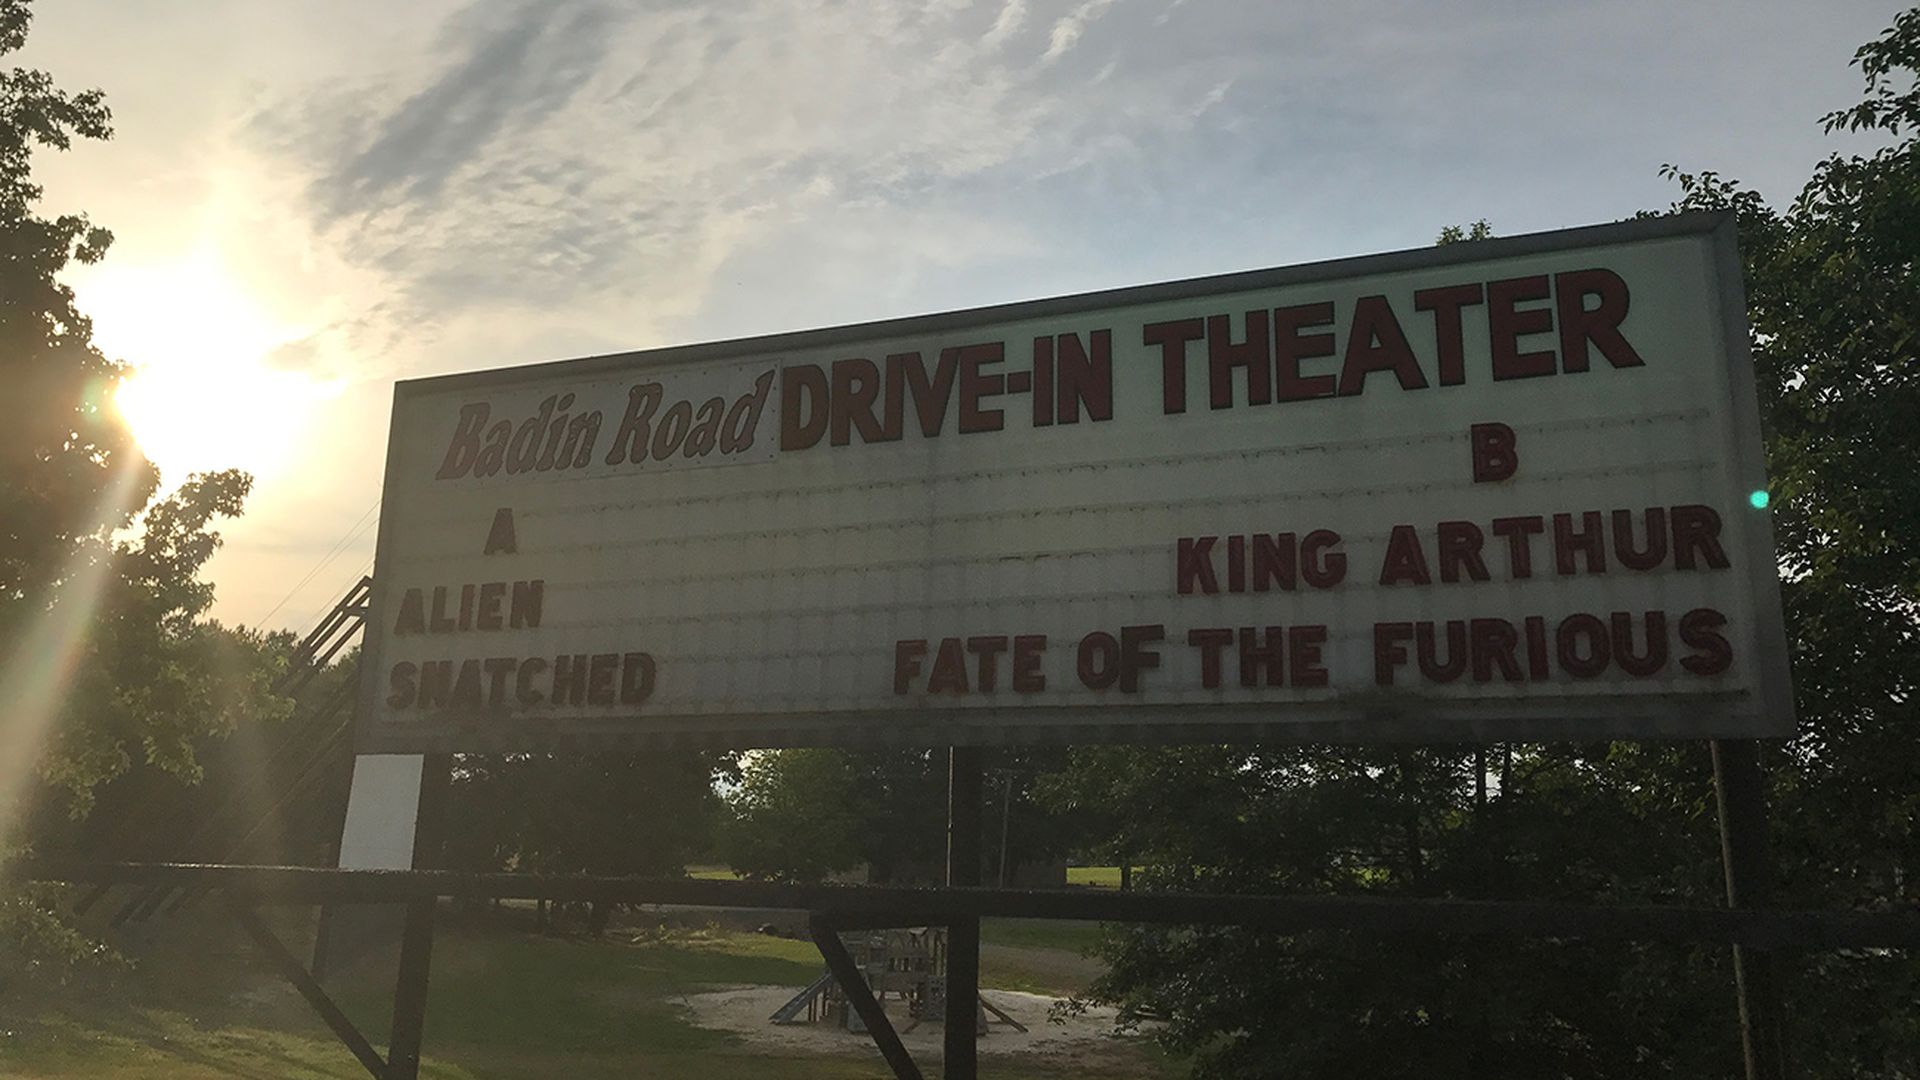 Badin Road DRIVE-IN THEATER
A
ALIEN
SNATCHED
B
KING ARTHUR
FATE OF THE FURIOUS